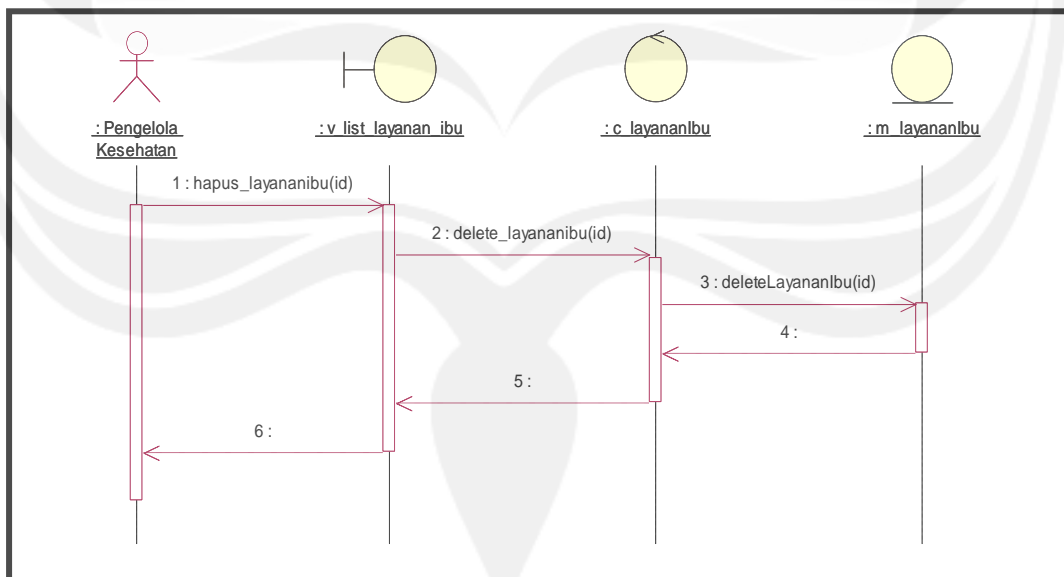 : Pengelola
Kesehatan
: v_list_layanan_ibu
: c_layananIbu
: m_layananIbu
1 : hapus_layananibu(id)
2 : delete_layananibu(id)
3 : deleteLayananIbu(id)
4 :
5 :
6 :